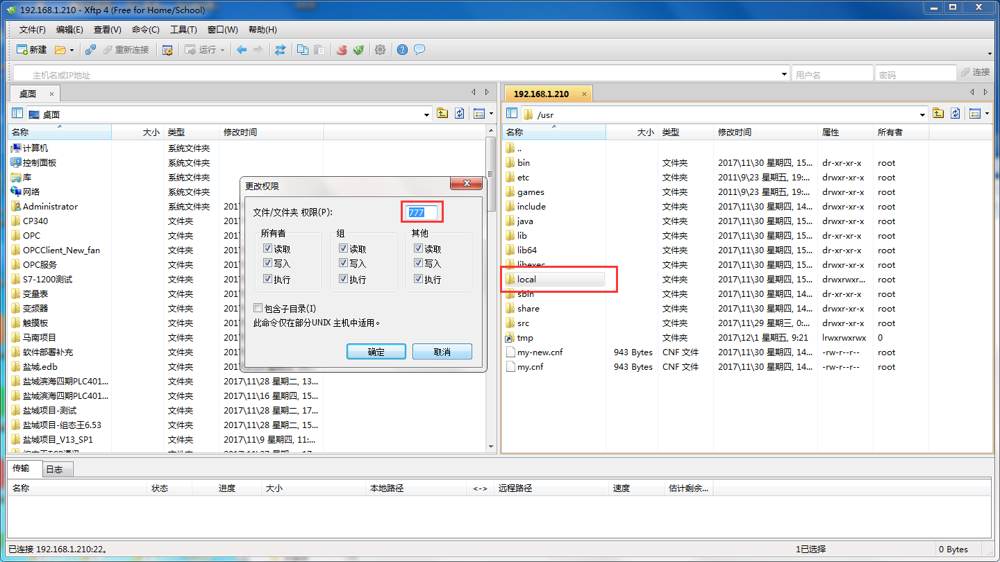 192.168.1.210 - Xftp 4 (Free for Home/School)
文件(F) 编辑(E) 查看(V) 命令(C) 工具(T) 窗口(W) 帮助(H)
新建 重新连接 运行
主机名或IP地址 用户名 密码 连接
桌面
桌面
名称 大小 类型 修改时间
计算机 系统文件夹
控制面板 系统文件夹
库 系统文件夹
网络 系统文件夹
Administrator 系统文件夹
CP340 文件夹
OPC 文件夹
OPCClient_New_fan 文件夹
OPC服务 文件夹
S7-1200测试 文件夹
变量表 文件夹
变频器 文件夹
触摸板 文件夹
马南项目 文件夹
软件部署补充 文件夹
盐城.edb 文件夹
盐城滨海四期PLC401... 文件夹 2017\11\28 星期二, 13...
盐城滨海四期PLC401... 文件夹 2017\11\16 星期四, 15...
盐城项目-测试 文件夹 2017\11\28 星期二, 17...
盐城项目-组态王6.53 文件夹 2017\11\28 星期二, 15...
盐城项目_V13_SP1 文件夹 2017\11\9 星期四, 11:...
更改权限
文件/文件夹 权限(P): 777
所有者 组 其他
读取 读取 读取
写入 写入 写入
执行 执行 执行
包含子目录(I)
此命令仅在部分UNIX 主机中适用。
确定 取消
192.168.1.210
/usr
名称 大小 类型 修改时间 属性 所有者
..
bin 文件夹 2017\11\30 星期四, 15... dr-xr-xr-x root
etc 文件夹 2011\9\23 星期五, 19:... drwxr-xr-x root
games 文件夹 2011\9\23 星期五, 19:... drwxr-xr-x root
include 文件夹 2017\11\30 星期四, 14... drwxr-xr-x root
java 文件夹 2017\11\30 星期四, 14... drwxr-xr-x root
lib 文件夹 2017\11\30 星期四, 14... dr-xr-xr-x root
lib64 文件夹 2017\11\30 星期四, 15... dr-xr-xr-x root
libexec 文件夹 2017\11\30 星期四, 15... drwxr-xr-x root
local 文件夹 2017\11\30 星期四, 15... drwxrwxr... root
sbin 文件夹 2017\11\30 星期四, 14... dr-xr-xr-x root
share 文件夹 2017\11\30 星期四, 14... drwxr-xr-x root
src 文件夹 2017\11\29 星期三, 0:... drwxr-xr-x root
tmp 文件夹 2017\12\1 星期五, 9:21 lrwxrwxrwx 0
my-new.cnf 943 Bytes CNF 文件 2017\11\30 星期四, 14... -rw-r--r-- root
my.cnf 943 Bytes CNF 文件 2017\11\30 星期四, 14... -rw-r--r-- root
传输 日志
名称 状态 进度 大小 本地路径 <-> 远程路径 速度 估计剩余...
已连接 192.168.1.210:22。 1已选择 0 Bytes